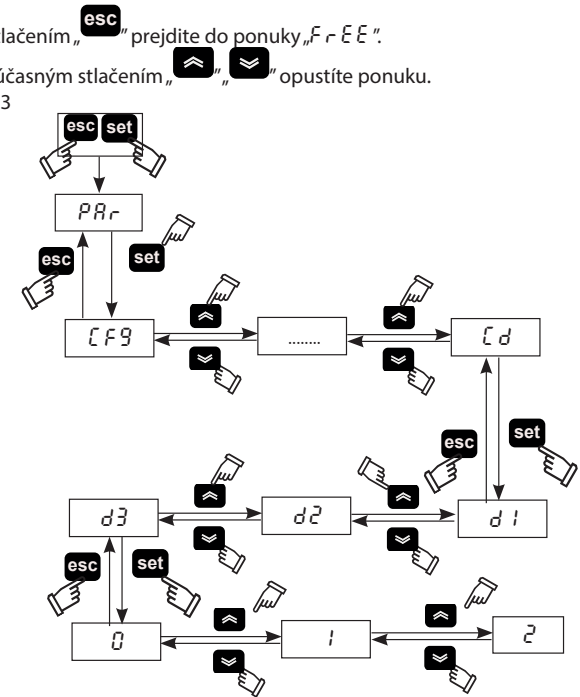 lačením „esc” prejdite do ponuky „FrEE”.
účasným stlačením „︽”, „︾” opustíte ponuku.
3
esc set
PAr
esc set
CFg ........ Cd
esc set
d3 d2 d1
esc set
0 1 2